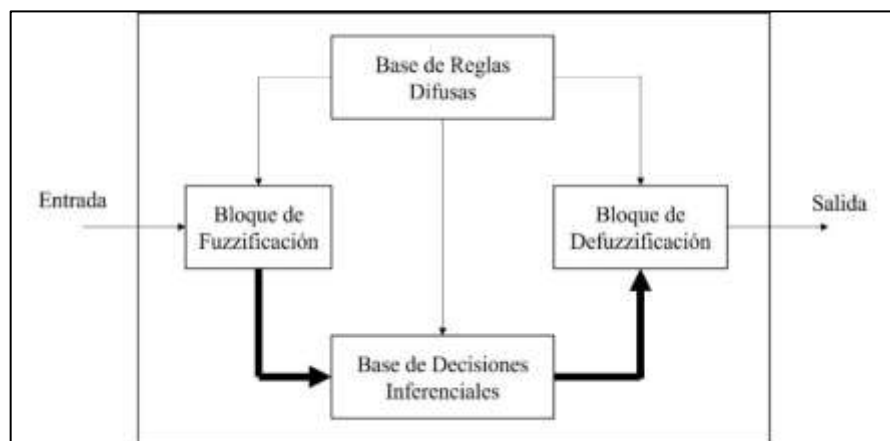 Base de Reglas
Difusas
Entrada
Bloque de
Fuzzificación
Bloque de
Defuzzificación
Salida
Base de Decisiones
Inferenciales